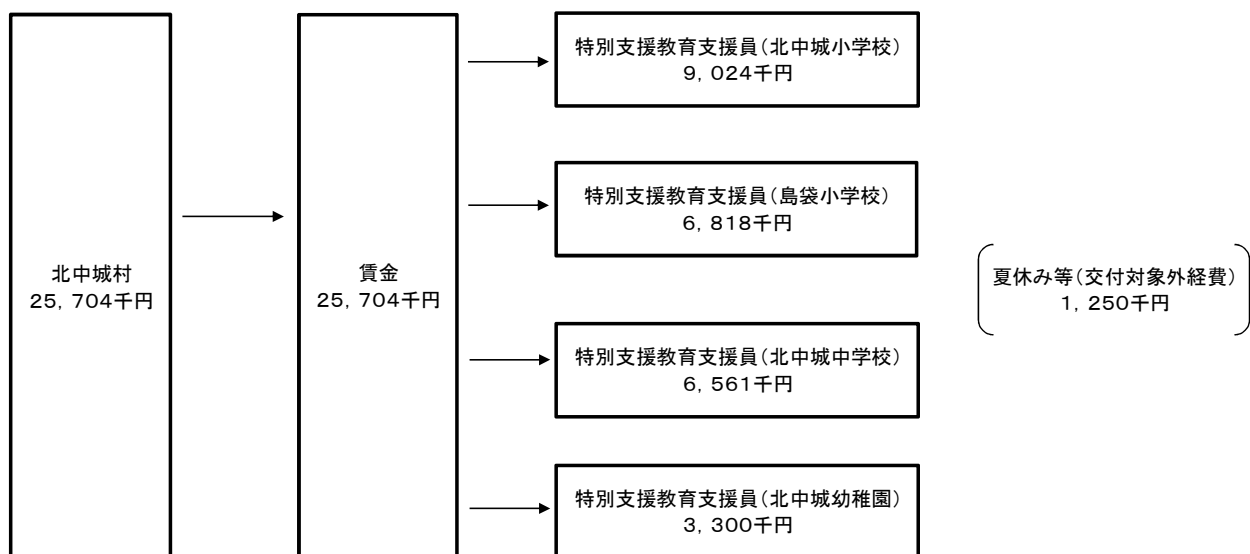 北中城村
25, 704千円
賃金
25, 704千円
特別支援教育支援員(北中城小学校)
9, 024千円
特別支援教育支援員(島袋小学校)
6, 818千円
特別支援教育支援員(北中城中学校)
6, 561千円
特別支援教育支援員(北中城幼稚園)
3, 300千円
夏休み等(交付対象外経費)
1, 250千円